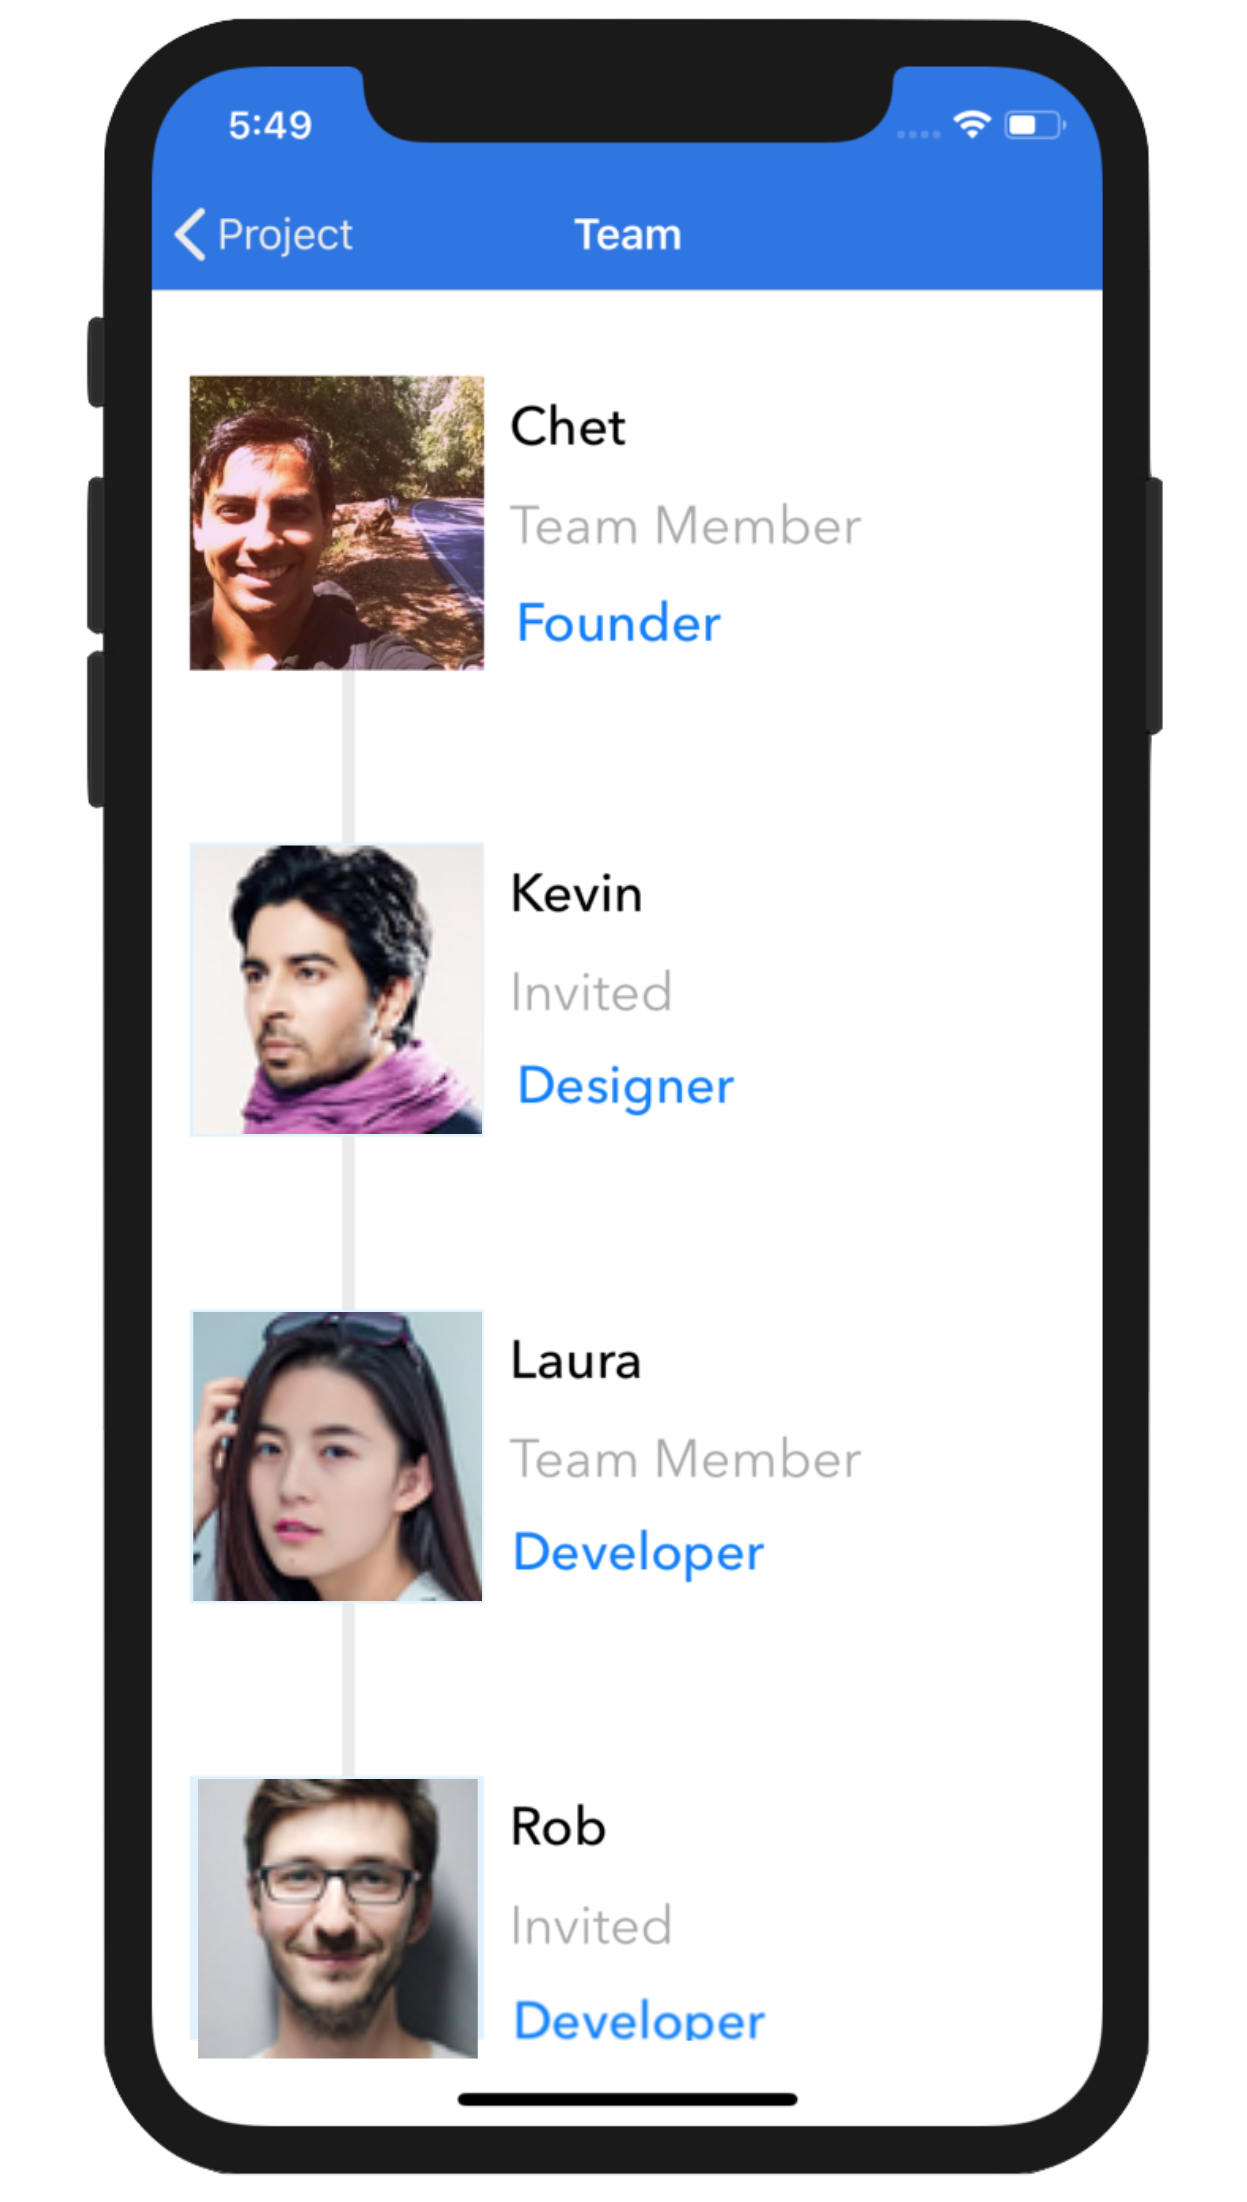 5:49
Project
Team
Chet
Team Member
Founder
Kevin
Invited
Designer
Laura
Team Member
Developer
Rob
Invited
Developer